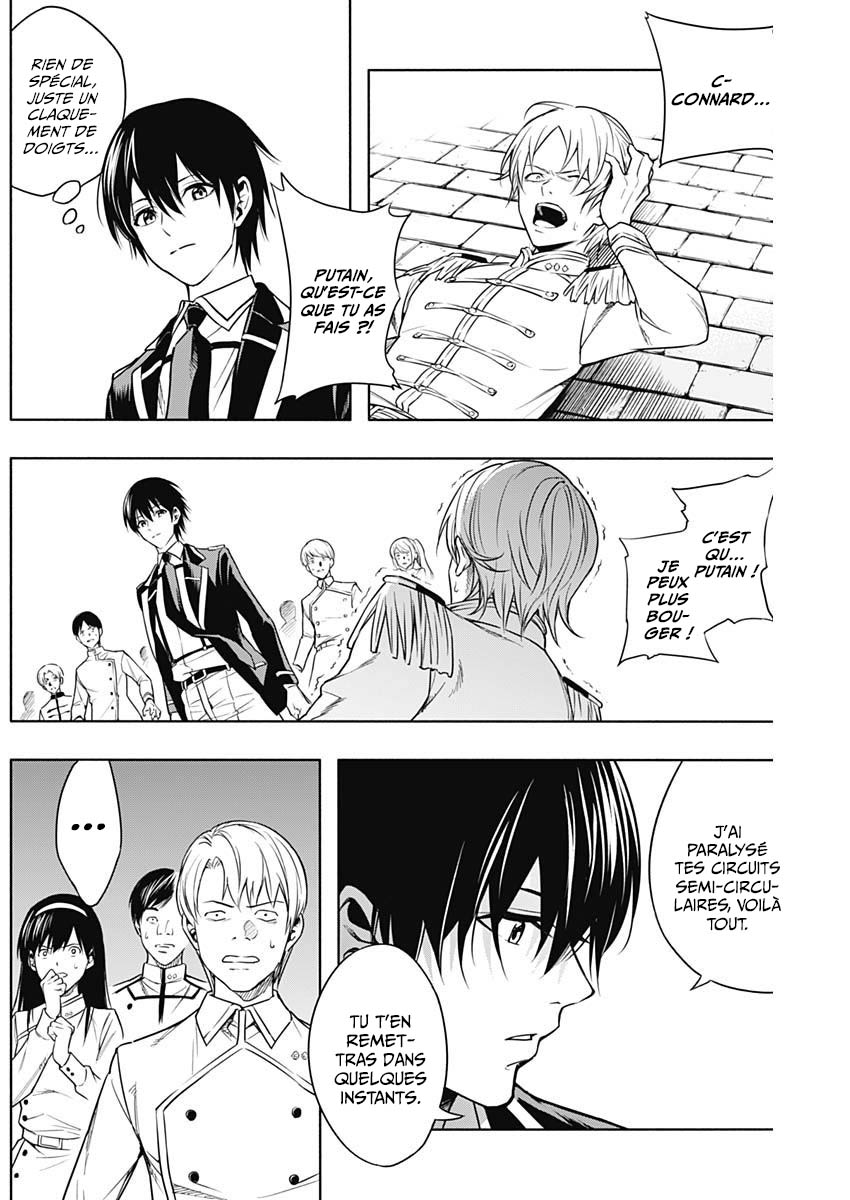 C-
CONNARD...
PUTAIN,
QU'EST-CE
QUE TU AS
FAIS ?!
RIEN DE
SPÉCIAL,
JUSTE UN
CLAQUE-
MENT DE
DOIGTS...
C'EST
QU...
PUTAIN !
JE
PEUX
PLUS
BOU-
GER !
J'AI
PARALYSÉ
TES CIRCUITS
SEMI-CIRCU-
LAIRES, VOILÀ
TOUT.
TU T'EN
REMET-
TRAS DANS
QUELQUES
INSTANTS.
...